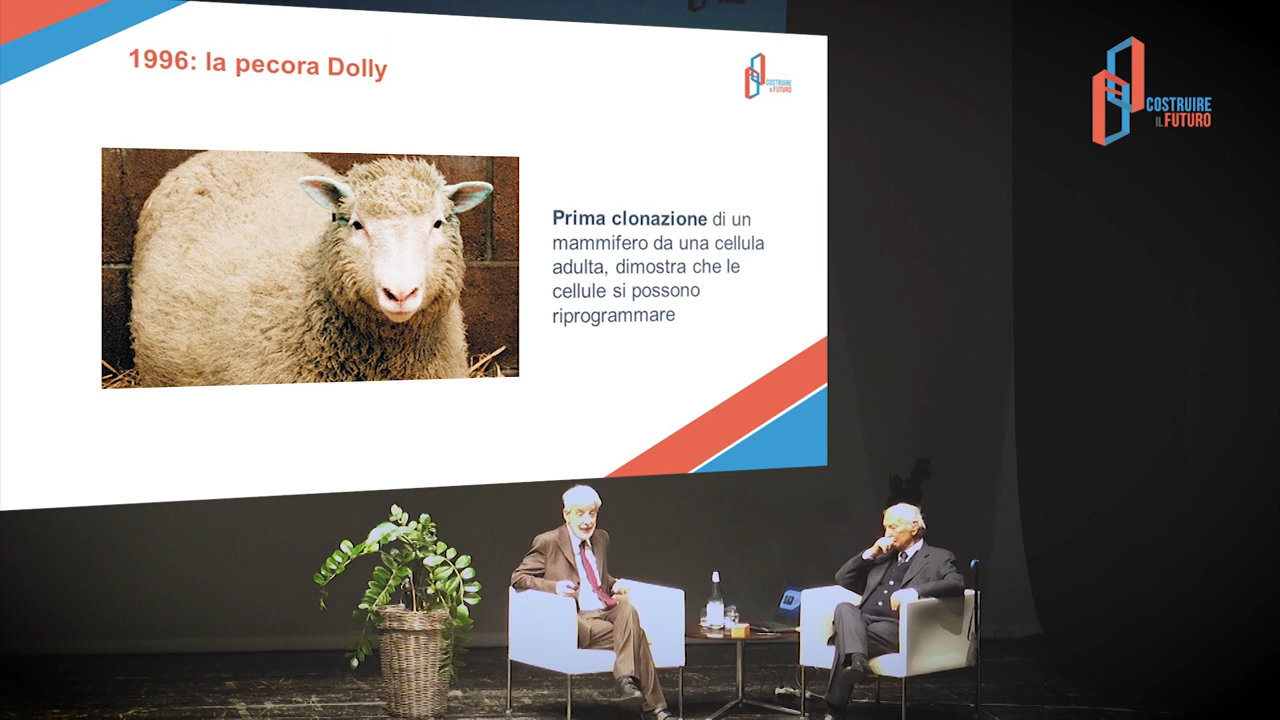 1996: la pecora Dolly
COSTRUIRE
IL FUTURO
Prima clonazione di un
mammifero da una cellula
adulta, dimostra che le
cellule si possono
riprogrammare
COSTRUIRE
IL FUTURO